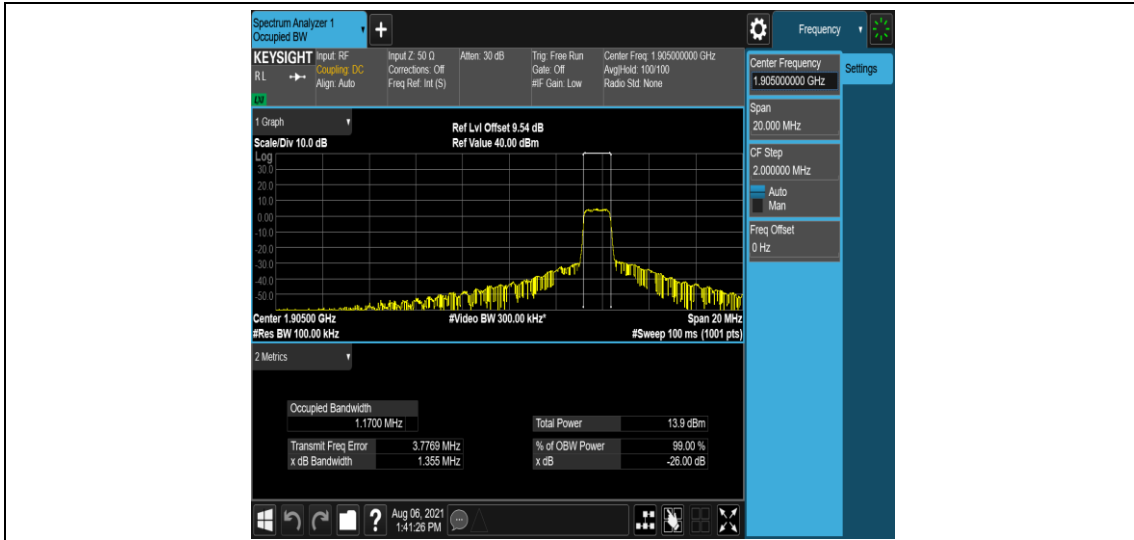 Spectrum Analyzer 1
Occupied BW
Frequency
KEYSIGHT Input: RF Input Z: 50 Ω Atten: 30 dB Trig: Free Run Center Freq: 1.905000000 GHz
RL Coupling: DC Corrections: Off Gate: Off Avg|Hold: 100/100
Align: Auto Freq Ref: Int (S) #IF Gain: Low Radio Std: None
Center Frequency
1.905000000 GHz
Settings
Span
20.000 MHz
CF Step
2.000000 MHz
Auto
Man
Freq Offset
0 Hz
1 Graph
Ref Lvl Offset 9.54 dB
Scale/Div 10.0 dB Ref Value 40.00 dBm
Log
30.0
20.0
10.0
0.00
-10.0
-20.0
-30.0
-40.0
-50.0
Center 1.90500 GHz #Video BW 300.00 kHz* Span 20 MHz
#Res BW 100.00 kHz #Sweep 100 ms (1001 pts)
2 Metrics
Occupied Bandwidth
1.1700 MHz Total Power 13.9 dBm
Transmit Freq Error 3.7769 MHz % of OBW Power 99.00 %
x dB Bandwidth 1.355 MHz x dB -26.00 dB
? Aug 06, 2021
1:41:26 PM